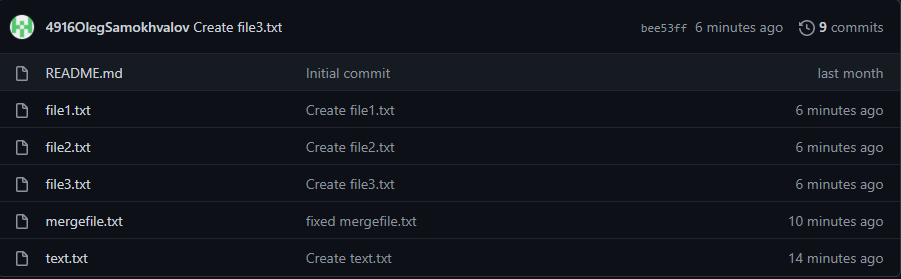 4916OlegSamokhvalov Create file3.txt bee53ff 6 minutes ago 9 commits
README.md Initial commit last month
file1.txt Create file1.txt 6 minutes ago
file2.txt Create file2.txt 6 minutes ago
file3.txt Create file3.txt 6 minutes ago
mergefile.txt fixed mergefile.txt 10 minutes ago
text.txt Create text.txt 14 minutes ago